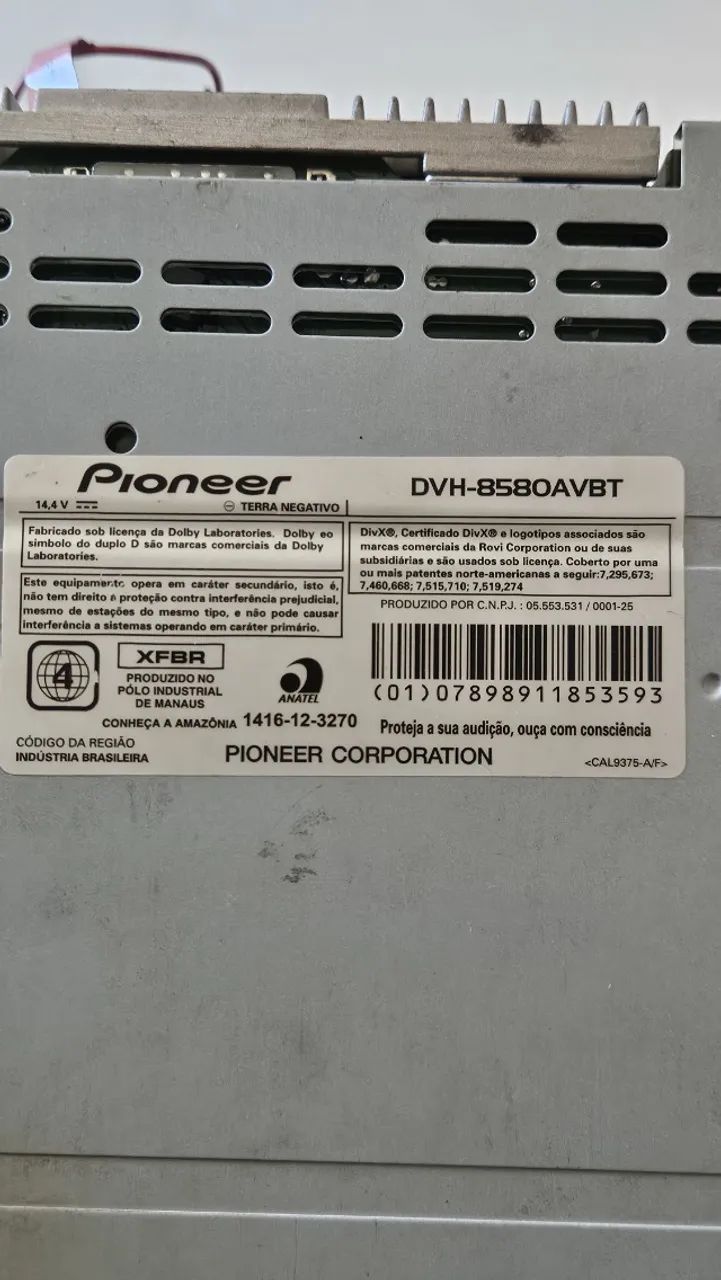 Pioneer
DVH-8580AVBT
14,4 V
TERRA NEGATIVO
Fabricado sob licença da Dolby Laboratories. Dolby eo
simbolo do duplo D são marcas comerciais da Dolby
Laboratories.
Este equipamento opera em caráter secundário, isto é,
não tem direito a proteção contra interferência prejudicial,
mesmo de estações do mesmo tipo, e não pode causar
interferência a sistemas operando em caráter primário.
DivX®, Certificado DivX® e logotipos associados são
marcas comerciais da Rovi Corporation ou de suas
subsidiárias e são usados sob licença. Coberto por uma
ou mais patentes norte-americanas a seguir:7,295,673;
7,460,668; 7,515,710; 7,519,274
PRODUZIDO POR C.N.P.J. : 05.553.531 / 0001-25
4
XFBR
PRODUZIDO NO
PÓLO INDUSTRIAL
DE MANAUS
CONHEÇA A AMAZÔNIA
ANATEL
1416-12-3270
(01)07898911853593
Proteja a sua audição, ouça com consciência
CÓDIGO DA REGIÃO
INDÚSTRIA BRASILEIRA
PIONEER CORPORATION
<CAL9375-A/F>